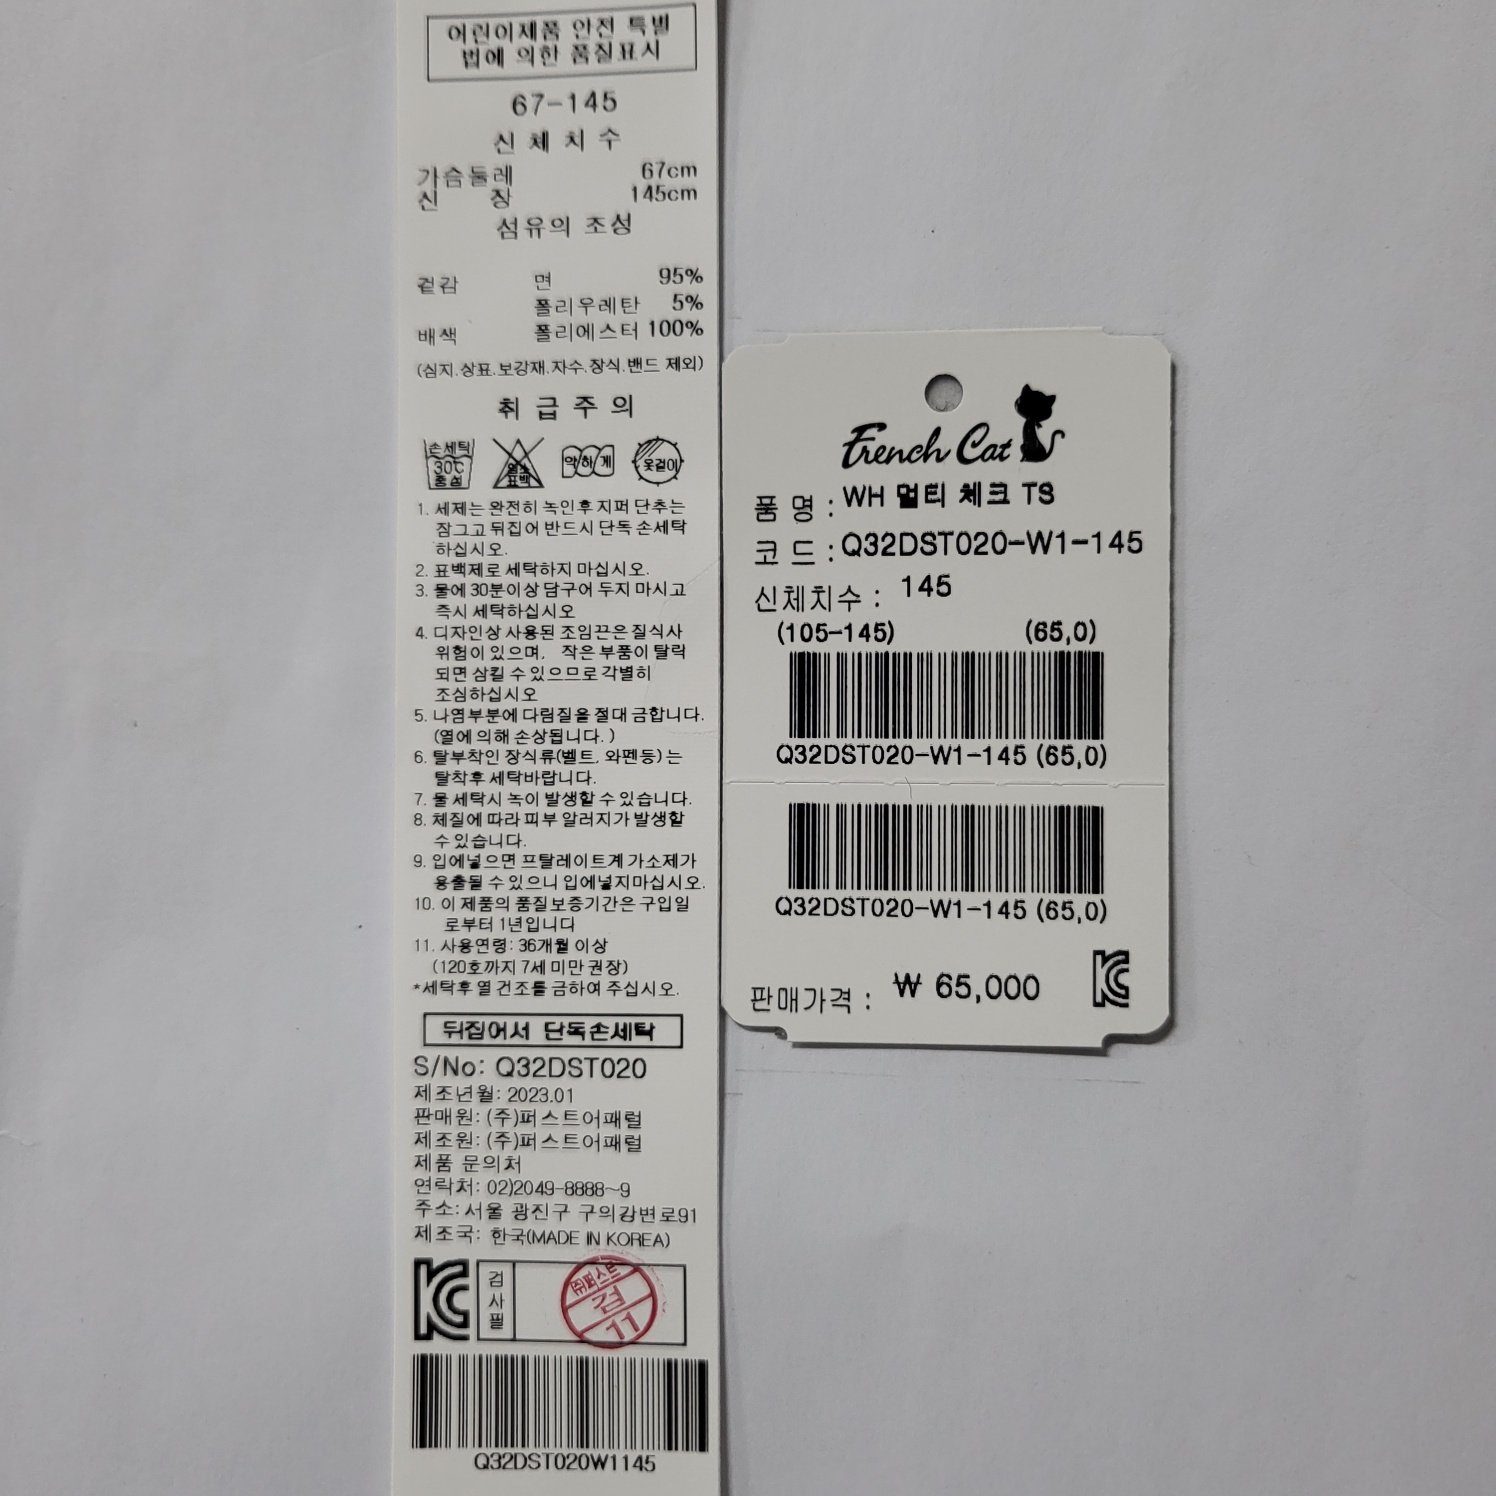 어린이제품 안전 특별
법에 의한 품질표시
67-145
신 체 치 수
가슴둘레 67cm
신 장 145cm
섬유의 조성
겉감 면 95%
폴리우레탄 5%
배색 폴리에스터 100%
(심지.상표.보강재.자수.장식.밴드 제외)
취 급 주 의
손세탁 30℃ 중성
염소 표백
약하게
옷걸이
1. 세제는 완전히 녹인후 지퍼 단추는
잠그고 뒤집어 반드시 단독 손세탁
하십시오.
2. 표백제로 세탁하지 마십시오.
3. 물에 30분이상 담구어 두지 마시고
즉시 세탁하십시오
4. 디자인상 사용된 조임끈은 질식사
위험이 있으며, 작은 부품이 탈락
되면 삼킬 수 있으므로 각별히
조심하십시오
5. 나염부분에 다림질을 절대 금합니다.
(열에 의해 손상됩니다. )
6. 탈부착인 장식류(벨트, 와펜등) 는
탈착후 세탁바랍니다.
7. 물 세탁시 녹이 발생할 수 있습니다.
8. 체질에 따라 피부 알러지가 발생할
수 있습니다.
9. 입에넣으면 프탈레이트계 가소제가
용출될 수 있으니 입에넣지마십시오.
10. 이 제품의 품질보증기간은 구입일
로부터 1년입니다
11. 사용연령: 36개월 이상
(120호까지 7세 미만 권장)
*세탁후 열 건조를 금하여 주십시오.
뒤집어서 단독손세탁
S/No: Q32DST020
제조년월: 2023.01
판매원: (주)퍼스트어패럴
제조원: (주)퍼스트어패럴
제품 문의처
연락처: 02)2049-8888~9
주소: 서울 광진구 구의강변로91
제조국: 한국(MADE IN KOREA)
KC 검사필
㈜퍼스트
검
11
Q32DST020W1145
French Cat
품 명 : WH 멀티 체크 TS
코 드 : Q32DST020-W1-145
신체치수 : 145
(105-145) (65,0)
Q32DST020-W1-145 (65,0)
Q32DST020-W1-145 (65,0)
판매가격 : ₩ 65,000 KC